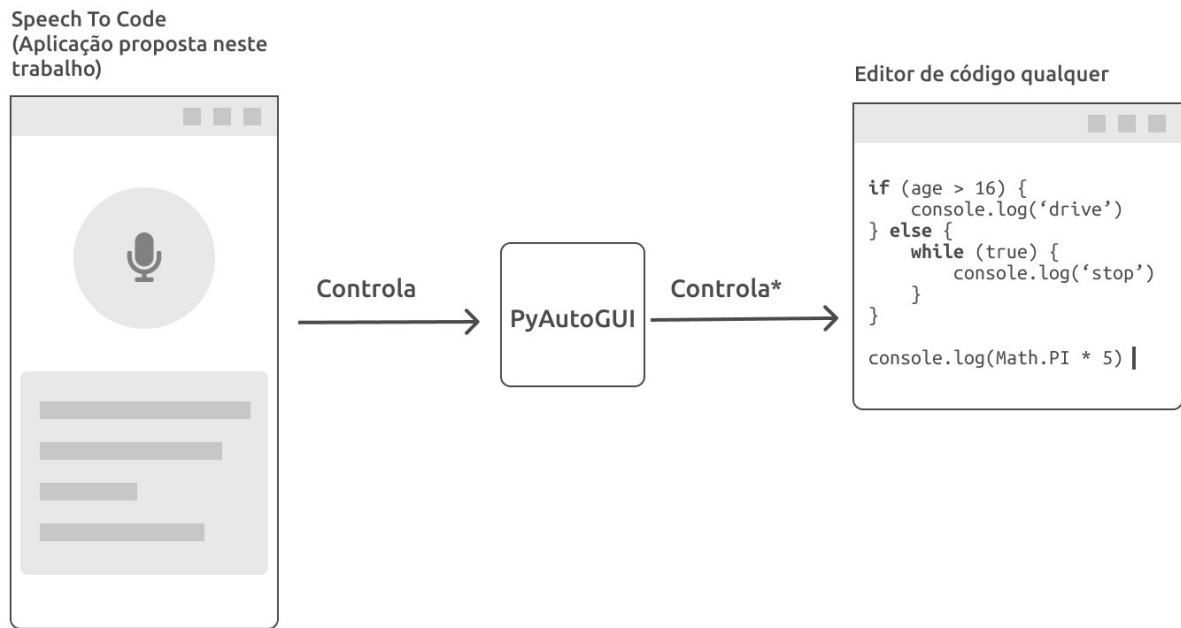 Speech To Code
(Aplicação proposta neste
trabalho)
Controla
PyAutoGUI
Controla*
Editor de código qualquer
if (age > 16) {
    console.log(‘drive’)
} else {
    while (true) {
        console.log(‘stop’)
    }
}
console.log(Math.PI * 5)